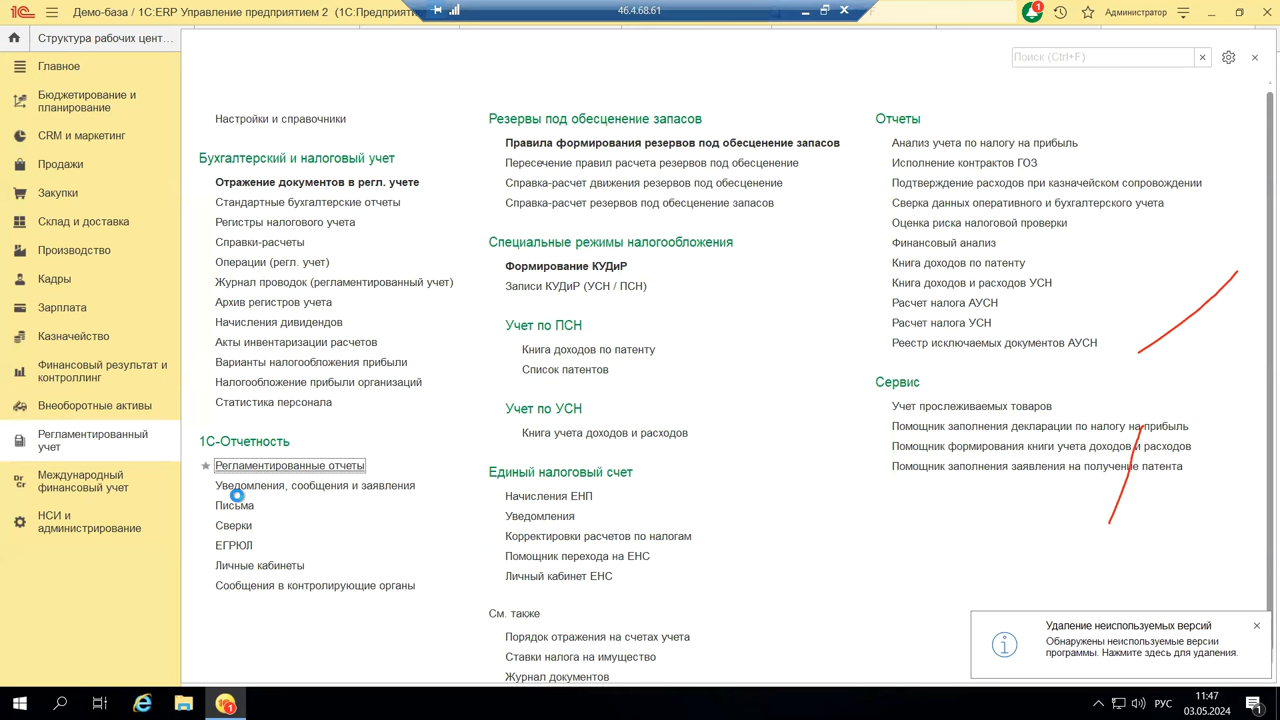 Демо-база / 1С:ERP Управление предприятием 2 (1С:Предприяти
46.4.68.61
1
Администратор
Структура рабочих цент...
Главное
Бюджетирование и
планирование
CRM и маркетинг
Продажи
Закупки
Склад и доставка
Производство
Кадры
Зарплата
Казначейство
Финансовый результат и
контроллинг
Внеоборотные активы
Регламентированный
учет
Международный
финансовый учет
НСИ и
администрирование
Поиск (Ctrl+F)
Настройки и справочники
Бухгалтерский и налоговый учет
Отражение документов в регл. учете
Стандартные бухгалтерские отчеты
Регистры налогового учета
Справки-расчеты
Операции (регл. учет)
Журнал проводок (регламентированный учет)
Архив регистров учета
Начисления дивидендов
Акты инвентаризации расчетов
Варианты налогообложения прибыли
Налогообложение прибыли организаций
Статистика персонала
1С-Отчетность
Регламентированные отчеты
Уведомления, сообщения и заявления
Письма
Сверки
ЕГРЮЛ
Личные кабинеты
Сообщения в контролирующие органы
Резервы под обесценение запасов
Правила формирования резервов под обесценение запасов
Пересечение правил расчета резервов под обесценение
Справка-расчет движения резервов под обесценение
Справка-расчет резервов под обесценение запасов
Специальные режимы налогообложения
Формирование КУДиР
Записи КУДиР (УСН / ПСН)
Учет по ПСН
Книга доходов по патенту
Список патентов
Учет по УСН
Книга учета доходов и расходов
Единый налоговый счет
Начисления ЕНП
Уведомления
Корректировки расчетов по налогам
Помощник перехода на ЕНС
Личный кабинет ЕНС
См. также
Порядок отражения на счетах учета
Ставки налога на имущество
Журнал документов
Отчеты
Анализ учета по налогу на прибыль
Исполнение контрактов ГОЗ
Подтверждение расходов при казначейском сопровождении
Сверка данных оперативного и бухгалтерского учета
Оценка риска налоговой проверки
Финансовый анализ
Книга доходов по патенту
Книга доходов и расходов УСН
Расчет налога АУСН
Расчет налога УСН
Реестр исключаемых документов АУСН
Сервис
Учет прослеживаемых товаров
Помощник заполнения декларации по налогу на прибыль
Помощник формирования книги учета доходов и расходов
Помощник заполнения заявления на получение патента
Удаление неиспользуемых версий
Обнаружены неиспользуемые версии
программы. Нажмите здесь для удаления.
1
РУС
11:47
03.05.2024
1